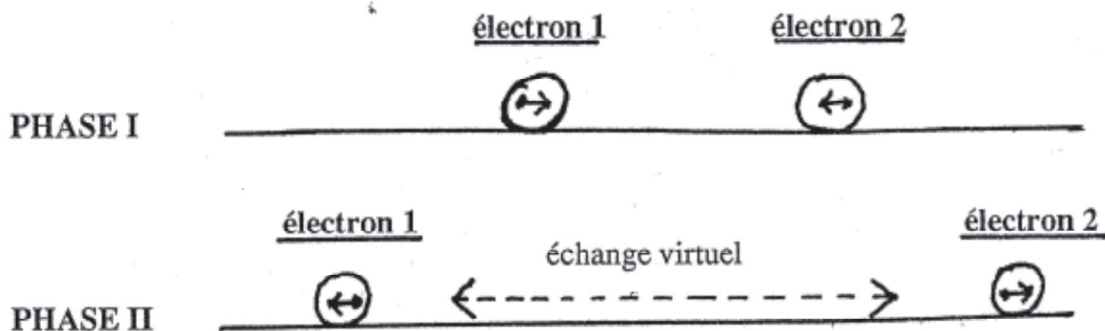 électron 1 électron 2
PHASE I
électron 1 électron 2
échange virtuel
PHASE II